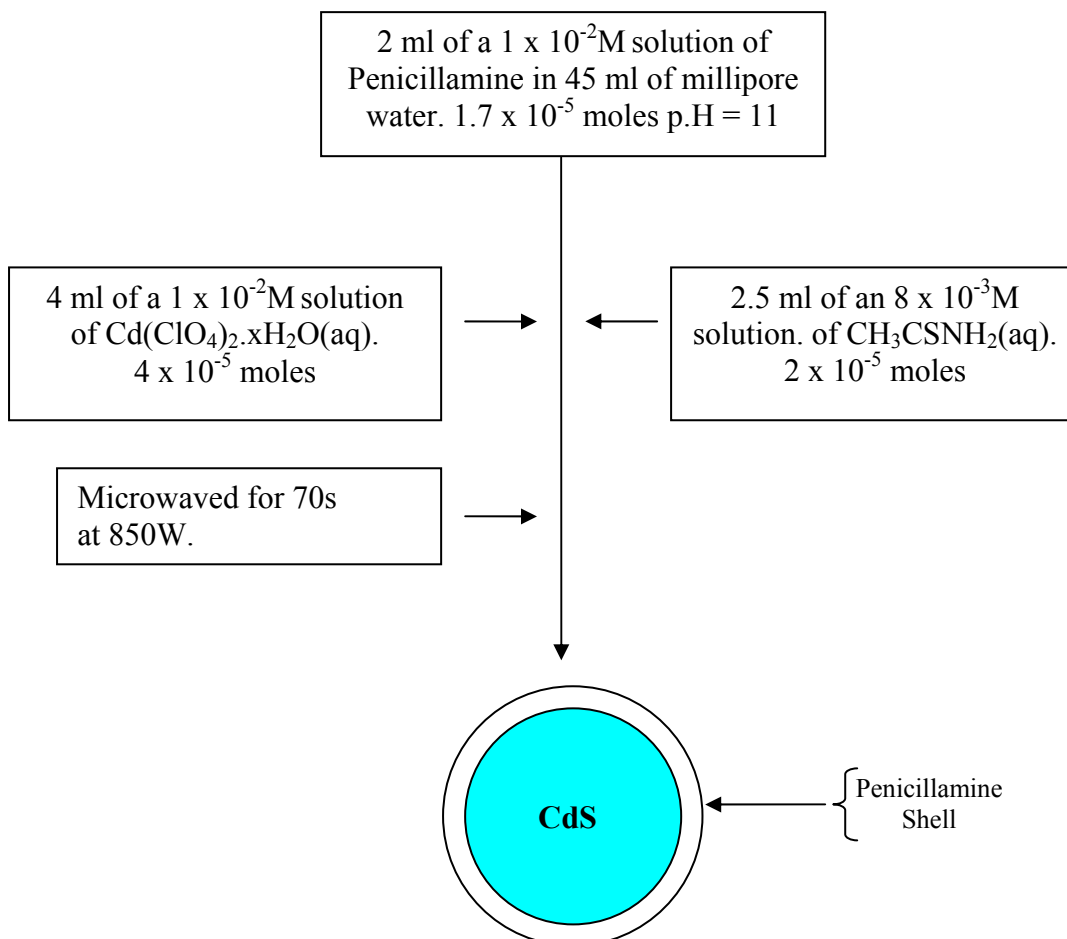 2 ml of a 1 x 10⁻²M solution of
Penicillamine in 45 ml of millipore
water. 1.7 x 10⁻⁵ moles p.H = 11
4 ml of a 1 x 10⁻²M solution
of Cd(ClO₄)₂.xH₂O(aq).
4 x 10⁻⁵ moles
2.5 ml of an 8 x 10⁻³M
solution. of CH₃CSNH₂(aq).
2 x 10⁻⁵ moles
Microwaved for 70s
at 850W.
CdS
Penicillamine
Shell